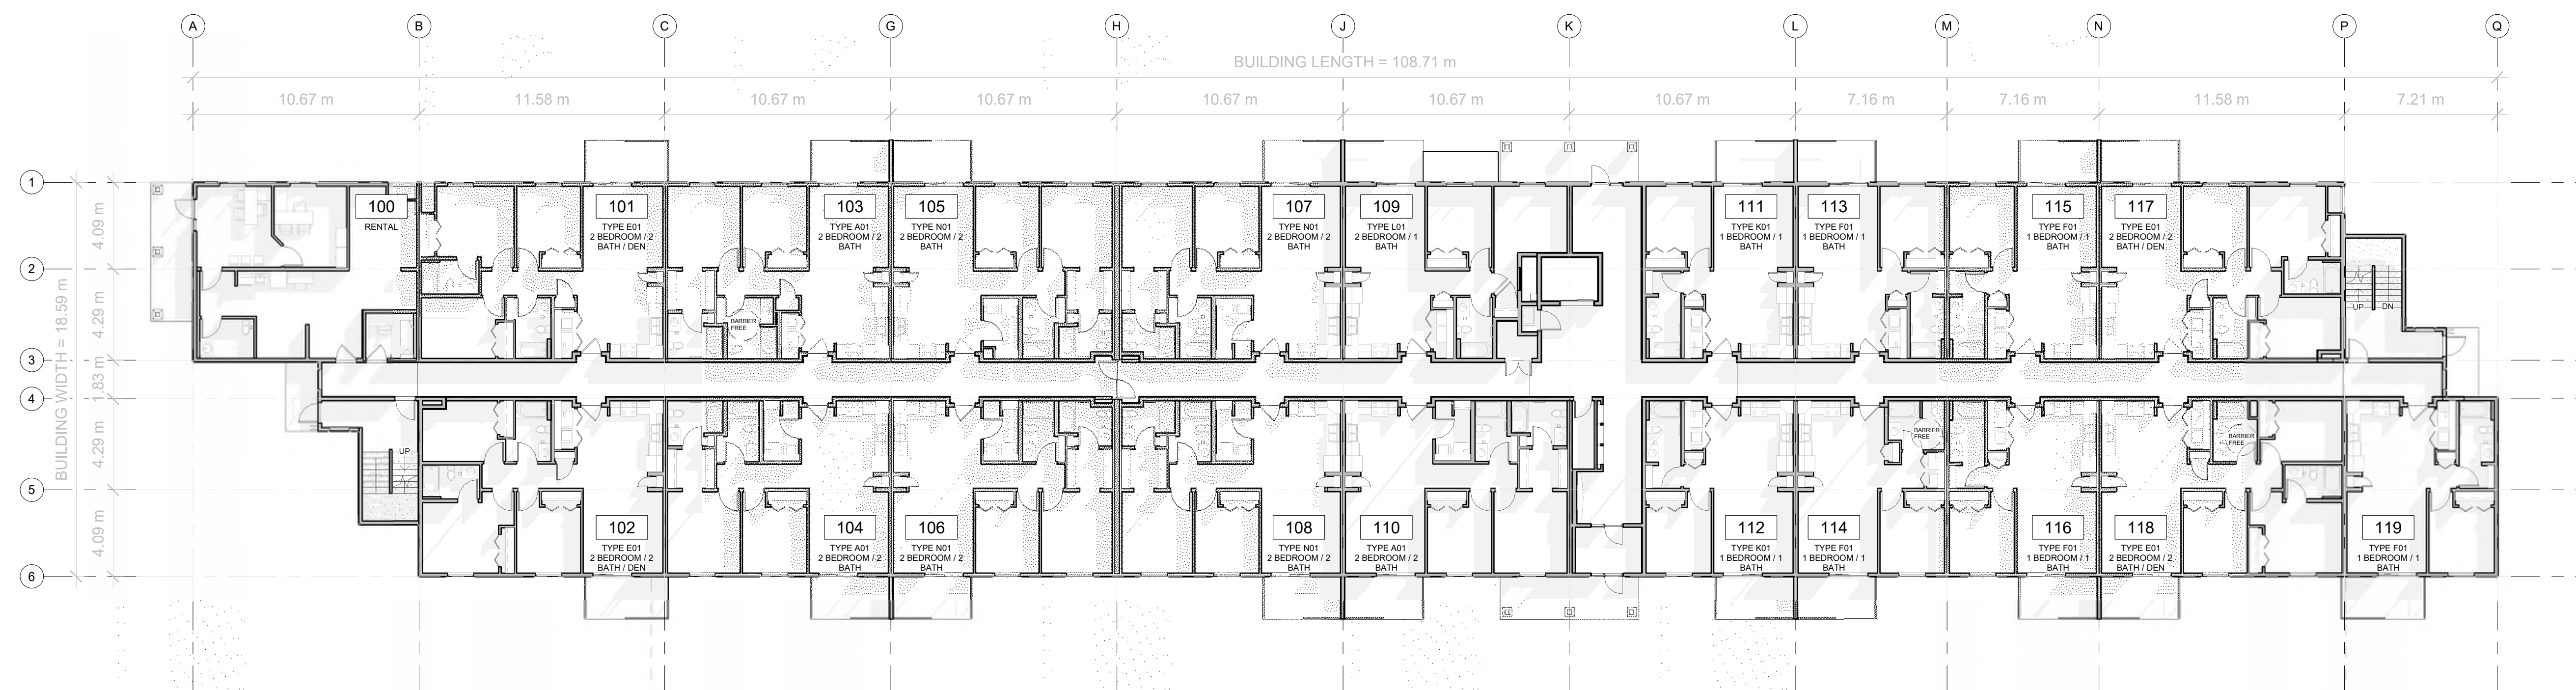 A B C G H J K L M N P Q
BUILDING LENGTH = 108.71 m
10.67 m 11.58 m 10.67 m 10.67 m 10.67 m 10.67 m 10.67 m 7.16 m 7.16 m 11.58 m 7.21 m
1
2
3
4
5
6
BUILDING WIDTH = 18.59 m
4.09 m
4.29 m
1.83 m
4.29 m
4.09 m
100
RENTAL
101
TYPE E01
2 BEDROOM / 2
BATH / DEN
103
TYPE A01
2 BEDROOM / 2
BATH
105
TYPE N01
2 BEDROOM / 2
BATH
107
TYPE N01
2 BEDROOM / 2
BATH
109
TYPE L01
2 BEDROOM / 1
BATH
111
TYPE K01
1 BEDROOM / 1
BATH
113
TYPE F01
1 BEDROOM / 1
BATH
115
TYPE F01
1 BEDROOM / 1
BATH
117
TYPE E01
2 BEDROOM / 2
BATH / DEN
UP DN
BARRIER
FREE
UP
BARRIER
FREE
BARRIER
FREE
102
TYPE E01
2 BEDROOM / 2
BATH / DEN
104
TYPE A01
2 BEDROOM / 2
BATH
106
TYPE N01
2 BEDROOM / 2
BATH
108
TYPE N01
2 BEDROOM / 2
BATH
110
TYPE A01
2 BEDROOM / 2
BATH
112
TYPE K01
1 BEDROOM / 1
BATH
114
TYPE F01
1 BEDROOM / 1
BATH
116
TYPE F01
1 BEDROOM / 1
BATH
118
TYPE E01
2 BEDROOM / 2
BATH / DEN
119
TYPE F01
1 BEDROOM / 1
BATH